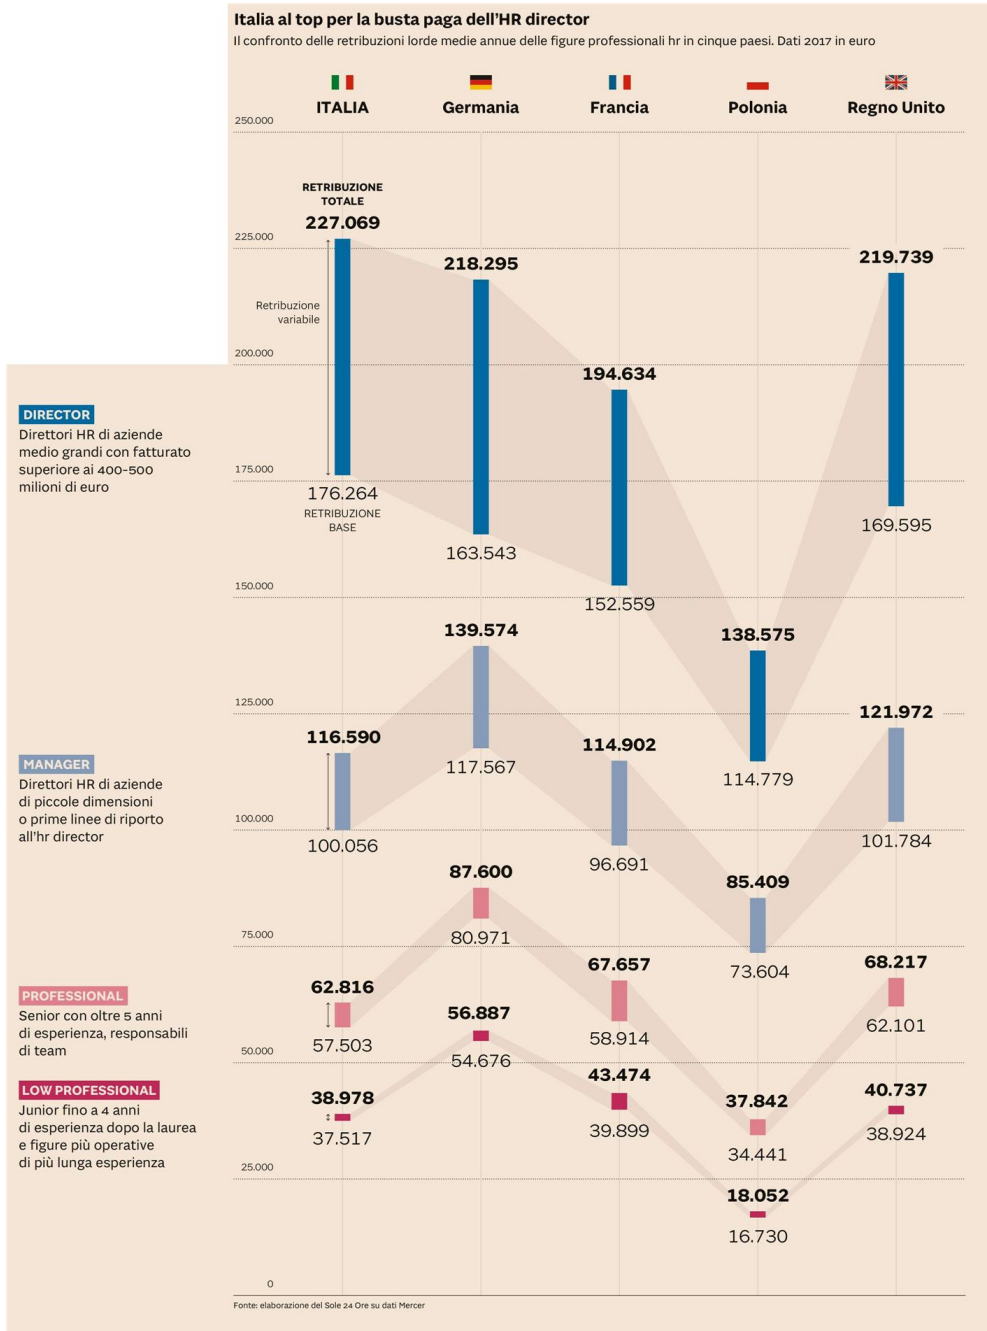 Italia al top per la busta paga dell'HR director
Il confronto delle retribuzioni lorde medie annue delle figure professionali hr in cinque paesi. Dati 2017 in euro
ITALIA
Germania
Francia
Polonia
Regno Unito
250.000
RETRIBUZIONE
TOTALE
227.069
225.000
218.295
219.739
Retribuzione
variabile
200.000
194.634
DIRECTOR
Direttori HR di aziende
medio grandi con fatturato
superiore ai 400-500
milioni di euro
175.000
176.264
RETRIBUZIONE
BASE
163.543
152.559
169.595
150.000
139.574
138.575
125.000
116.590
117.567
114.902
114.779
121.972
MANAGER
Direttori HR di aziende
di piccole dimensioni
o prime linee di riporto
all'hr director
100.000
100.056
96.691
101.784
87.600
85.409
80.971
75.000
73.604
PROFESSIONAL
Senior con oltre 5 anni
di esperienza, responsabili
di team
62.816
67.657
68.217
57.503
58.914
62.101
56.887
54.676
50.000
LOW PROFESSIONAL
Junior fino a 4 anni
di esperienza dopo la laurea
e figure più operative
di più lunga esperienza
38.978
43.474
37.842
40.737
37.517
39.899
34.441
38.924
25.000
18.052
16.730
0
Fonte: elaborazione del Sole 24 Ore su dati Mercer